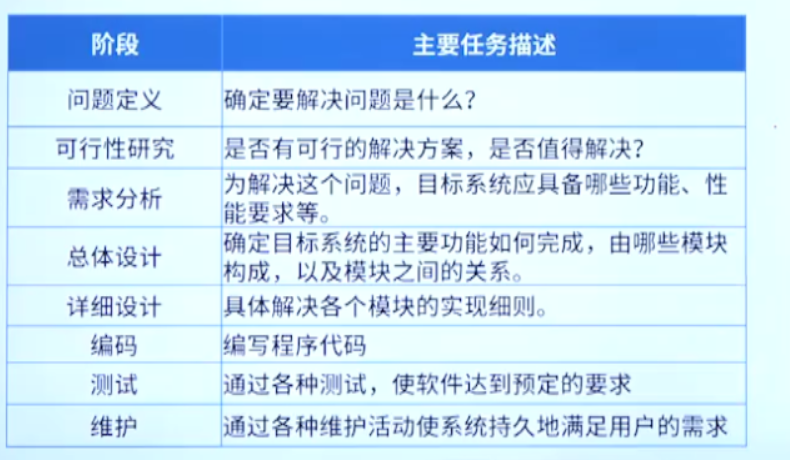 阶段 主要任务描述
问题定义 确定要解决问题是什么?
可行性研究 是否有可行的解决方案，是否值得解决?
需求分析 为解决这个问题，目标系统应具备哪些功能、性
能要求等。
总体设计 确定目标系统的主要功能如何完成，由哪些模块
构成，以及模块之间的关系。
详细设计 具体解决各个模块的实现细则。
编码 编写程序代码
测试 通过各种测试，使软件达到预定的要求
维护 通过各种维护活动使系统持久地满足用户的需求